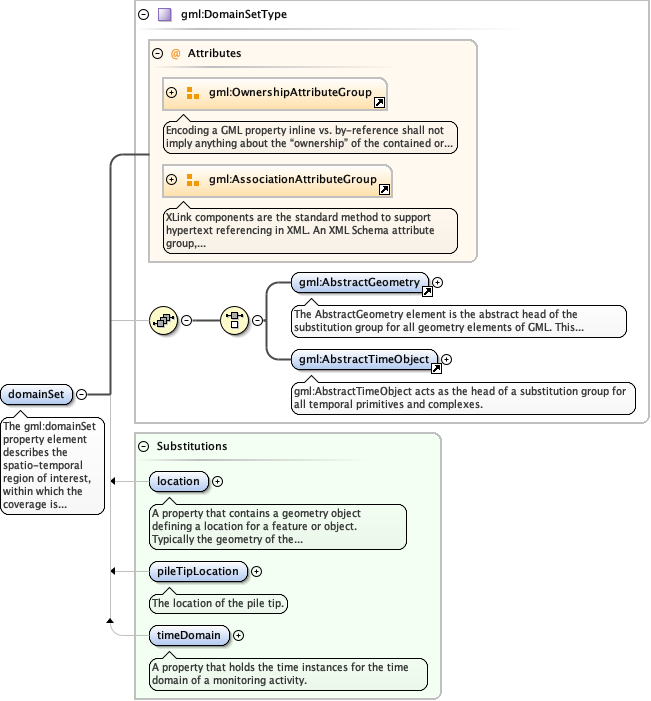 gml:DomainSetType
@ Attributes
gml:OwnershipAttributeGroup
Encoding a GML property inline vs. by-reference shall not
imply anything about the “ownership” of the contained or...
gml:AssociationAttributeGroup
XLink components are the standard method to support
hypertext referencing in XML. An XML Schema attribute
group,...
gml:AbstractGeometry
The AbstractGeometry element is the abstract head of the
substitution group for all geometry elements of GML. This...
gml:AbstractTimeObject
gml:AbstractTimeObject acts as the head of a substitution group for
all temporal primitives and complexes.
domainSet
The gml:domainSet
property element
describes the
spatio-temporal
region of interest,
within which the
coverage is...
Substitutions
location
A property that contains a geometry object
defining a location for a feature or object.
Typically the geometry of the...
pileTipLocation
The location of the pile tip.
timeDomain
A property that holds the time instances for the time
domain of a monitoring activity.